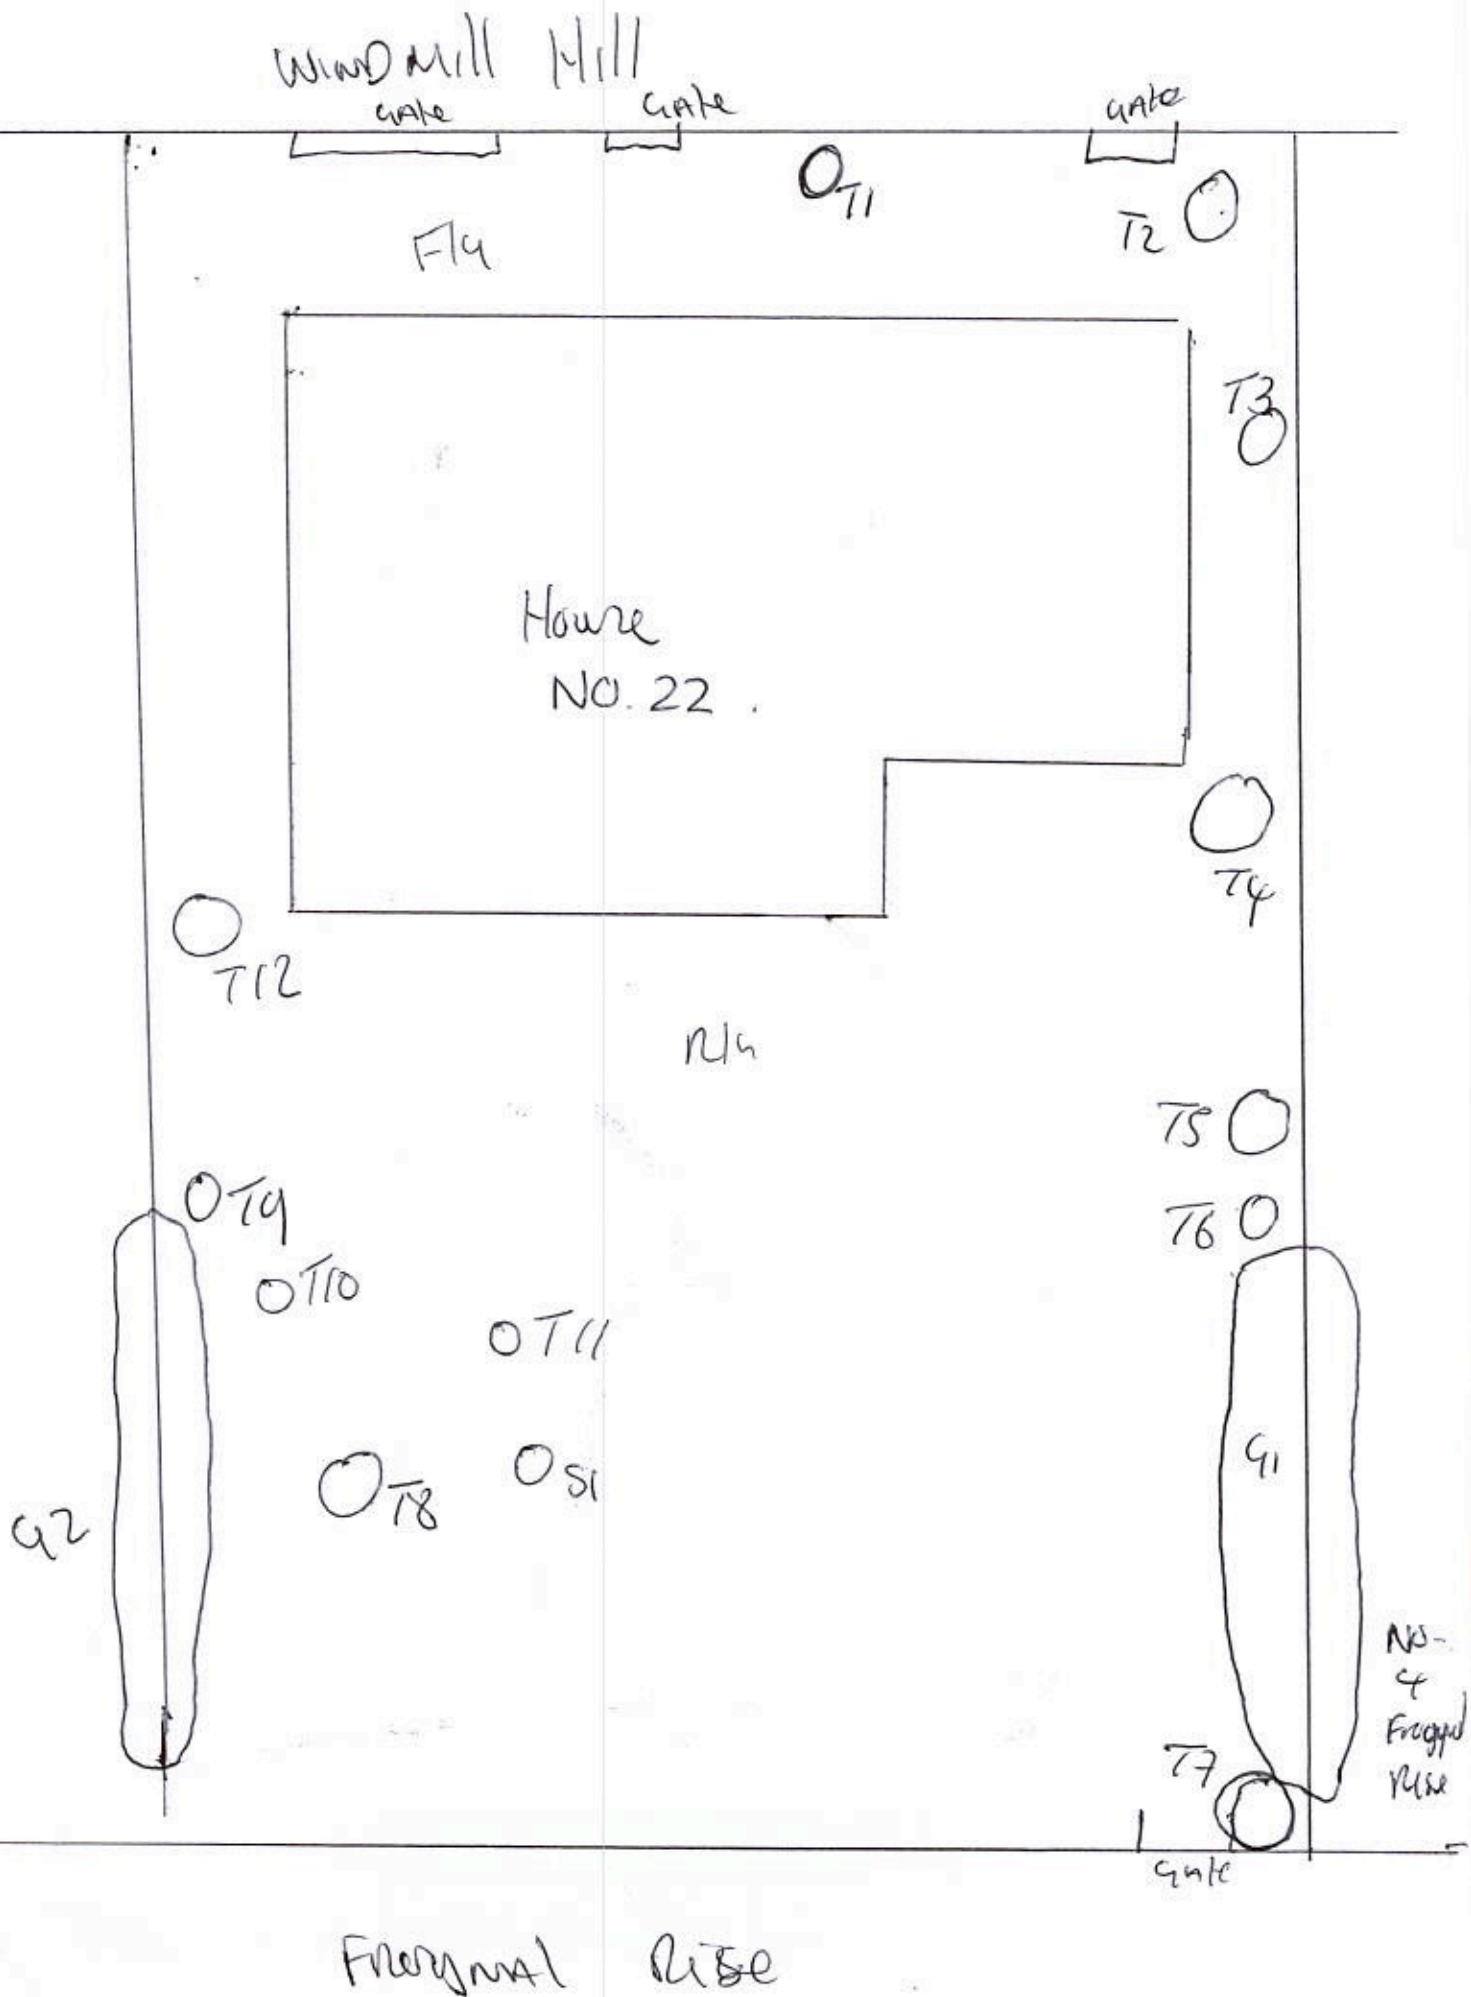 WINDMill Hill
GATE
GATE
GATE
T1
T2
F/G
T3
House
NO. 22.
T4
T12
R/G
T5
T9
T6
T10
T11
G1
S1
T8
G2
NO-
4
Frognal
Rise
T7
Gate
Frognal Rise